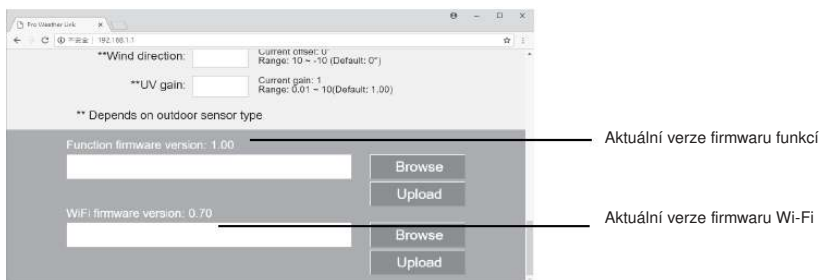 Pro Weather Link
不安全 | 192.168.1.1
**Wind direction:
Current offset: 0°
Range: 10 ~ -10 (Default: 0°)
**UV gain:
Current gain: 1
Range: 0.01 ~ 10(Default: 1.00)
** Depends on outdoor sensor type
Function firmware version: 1.00
Aktuální verze firmwaru funkcí
Browse
Upload
WiFi firmware version: 0.70
Aktuální verze firmwaru Wi-Fi
Browse
Upload